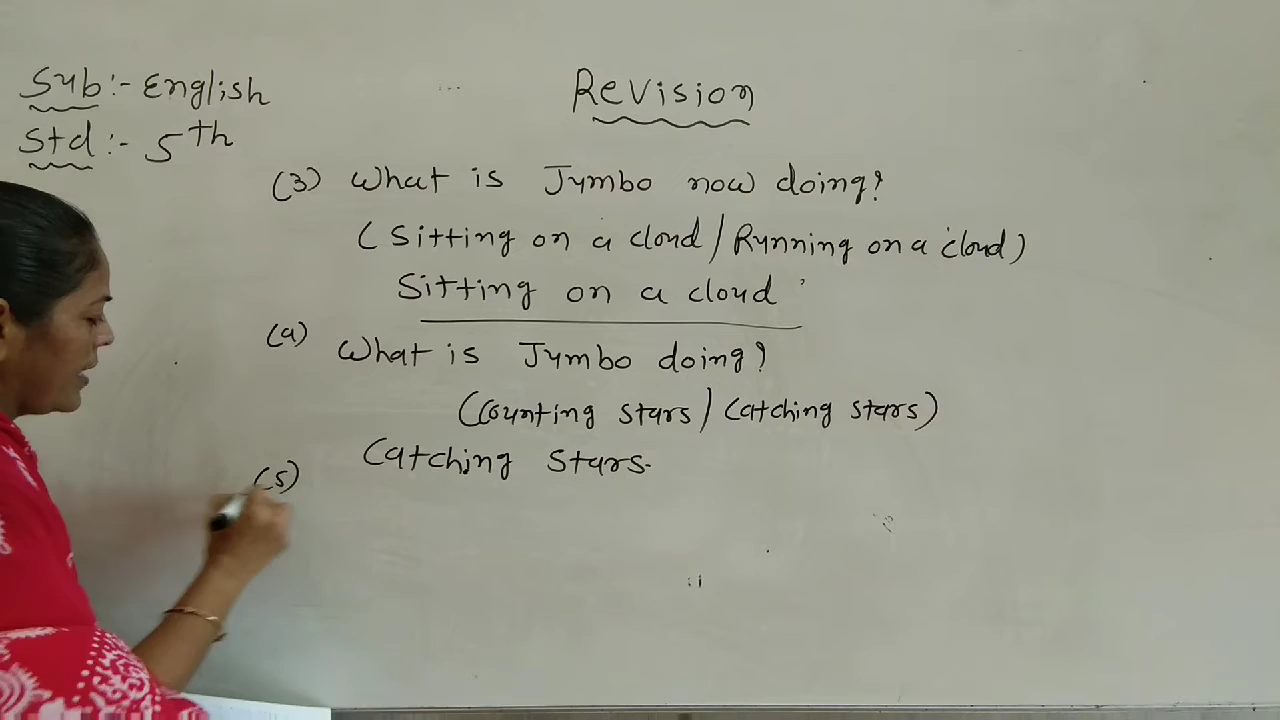 Sub:- English
Revision
Std:- 5th
(3) What is Jumbo now doing?
(Sitting on a cloud / Running on a cloud)
Sitting on a cloud
(4) What is Jumbo doing?
(Counting stars / Catching stars)
Catching stars.
(5)